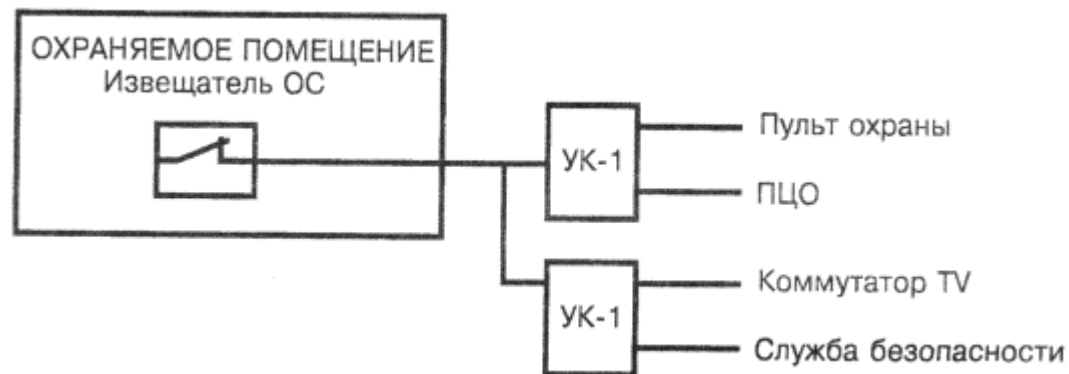 ОХРАНЯЕМОЕ ПОМЕЩЕНИЕ
Извещатель ОС
УК-1
Пульт охраны
ПЦО
УК-1
Коммутатор TV
Служба безопасности